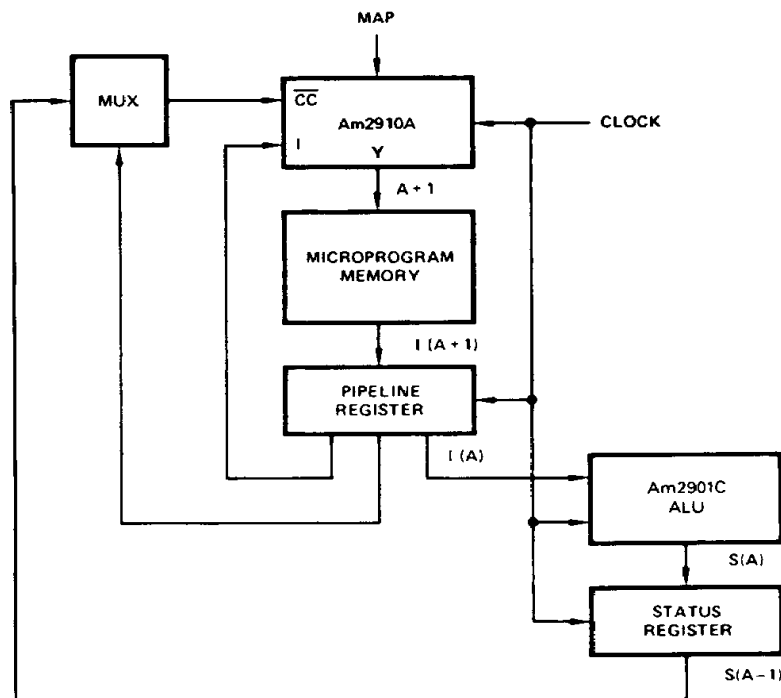 MAP
MUX
CC
Am2910A
I
Y
CLOCK
A + 1
MICROPROGRAM
MEMORY
I (A + 1)
PIPELINE
REGISTER
I (A)
Am2901C
ALU
S(A)
STATUS
REGISTER
S(A-1)